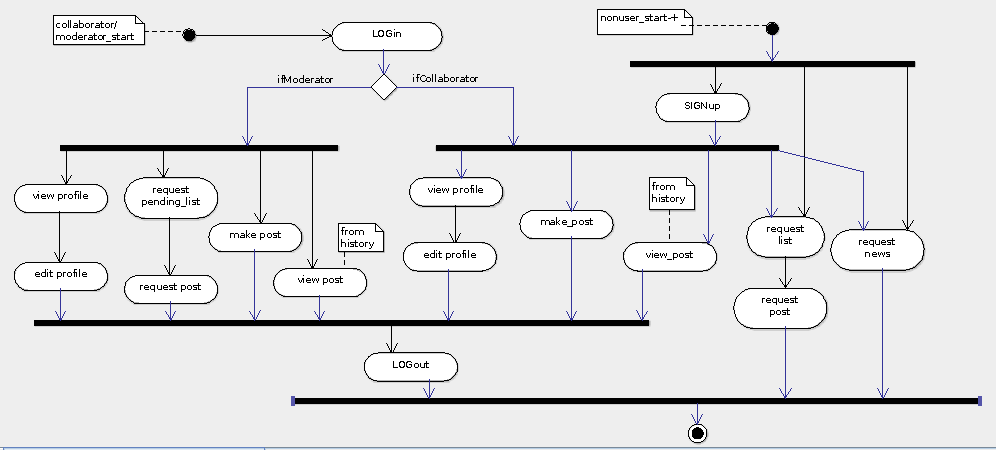 collaborator/
moderator_start
LOGin
nonuser_start-+
ifModerator
ifCollaborator
SIGNup
view profile
request
pending_list
make post
from
history
view post
edit profile
request post
view profile
make_post
from
history
edit profile
view_post
request
list
request
news
request
post
LOGout